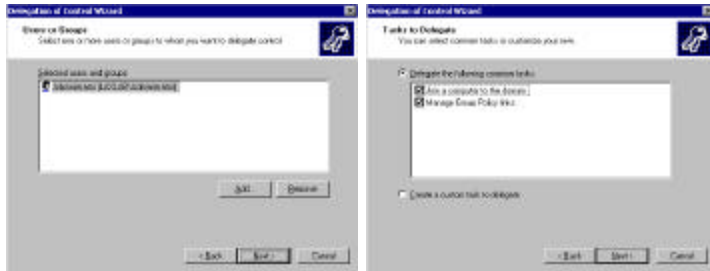 Delegation of Control Wizard
Users or Groups
Select one or more users or groups to whom you want to delegate control.
Selected users and groups:
Add...
Remove
< Back
Next >
Cancel
Delegation of Control Wizard
Tasks to Delegate
You can select common tasks or customize your own.
Delegate the following common tasks:
Join a computer to the domain
Manage Group Policy links
Create a custom task to delegate
< Back
Next >
Cancel